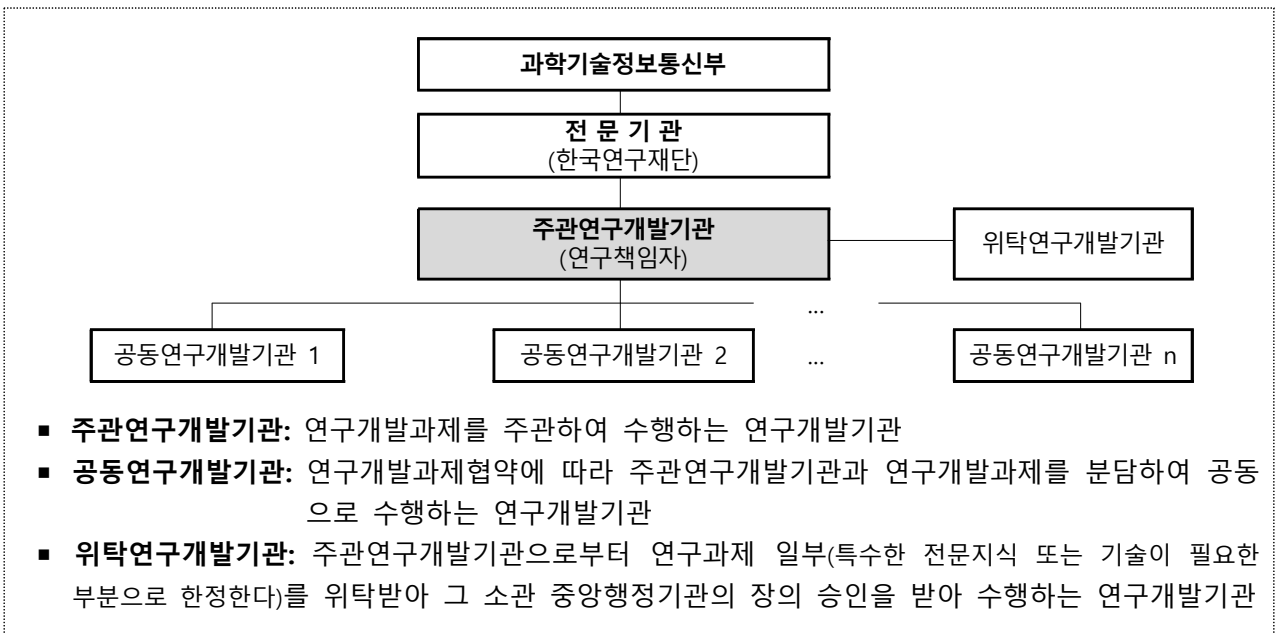 과학기술정보통신부
전 문 기 관
(한국연구재단)
주관연구개발기관
(연구책임자)
위탁연구개발기관
...
공동연구개발기관 1
공동연구개발기관 2
...
공동연구개발기관 n
▪ 주관연구개발기관: 연구개발과제를 주관하여 수행하는 연구개발기관
▪ 공동연구개발기관: 연구개발과제협약에 따라 주관연구개발기관과 연구개발과제를 분담하여 공동
으로 수행하는 연구개발기관
▪ 위탁연구개발기관: 주관연구개발기관으로부터 연구과제 일부(특수한 전문지식 또는 기술이 필요한
부분으로 한정한다)를 위탁받아 그 소관 중앙행정기관의 장의 승인을 받아 수행하는 연구개발기관